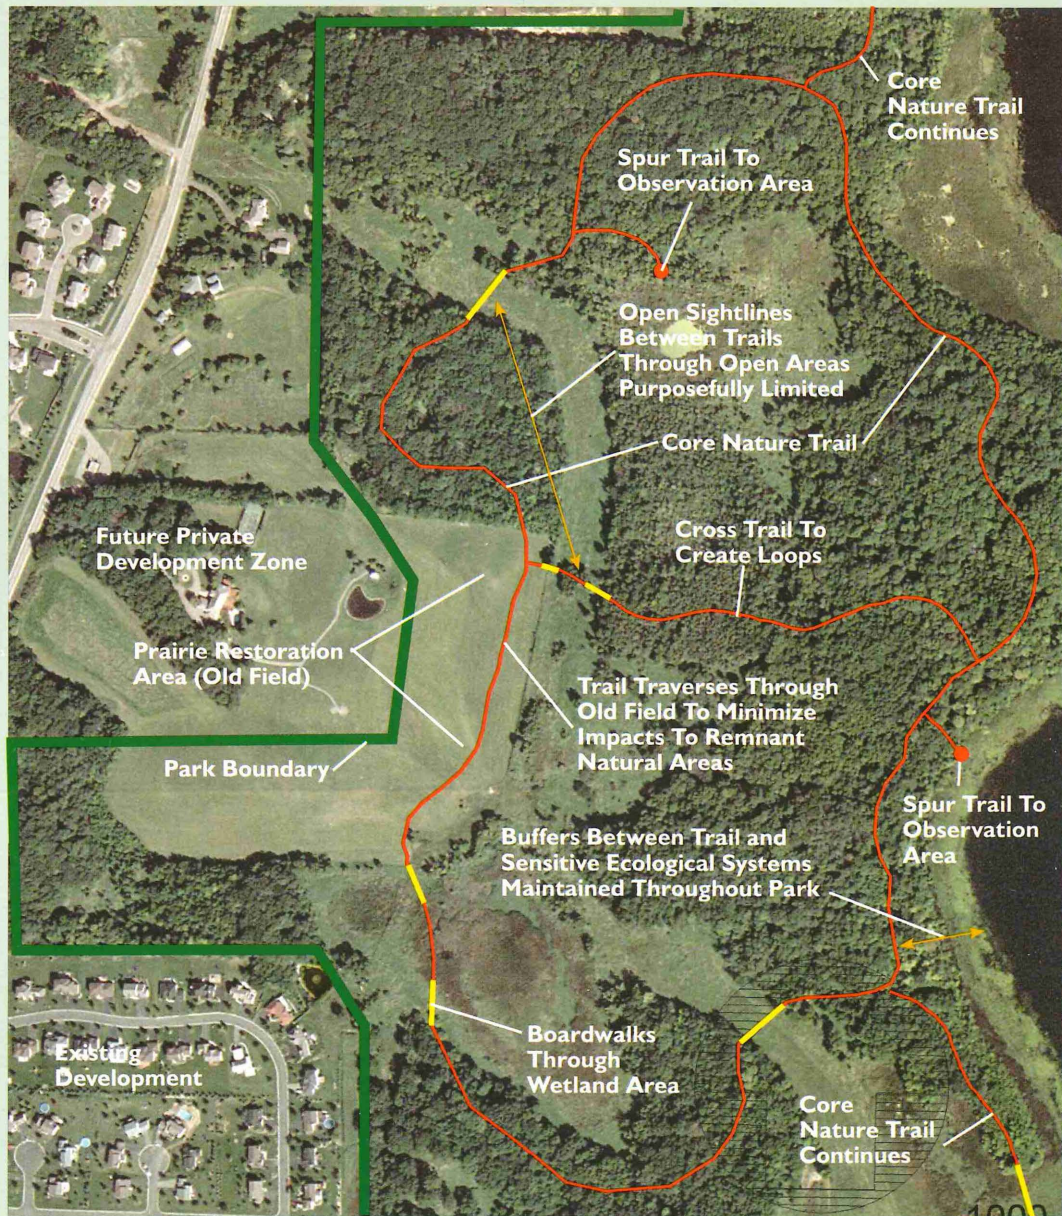 Core
Nature Trail
Continues
Spur Trail To
Observation Area
Open Sightlines
Between Trails
Through Open Areas
Purposefully Limited
Core Nature Trail
Cross Trail To
Create Loops
Future Private
Development Zone
Prairie Restoration
Area (Old Field)
Trail Traverses Through
Old Field To Minimize
Impacts To Remnant
Natural Areas
Park Boundary
Spur Trail To
Observation
Area
Buffers Between Trail and
Sensitive Ecological Systems
Maintained Throughout Park
Boardwalks
Through
Wetland Area
Existing
Development
Core
Nature Trail
Continues